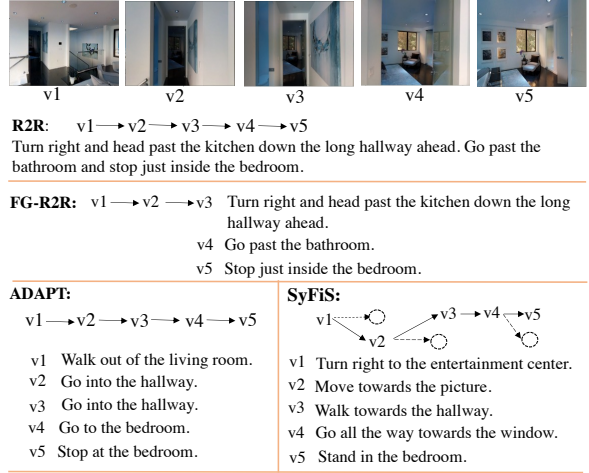 v1 v2 v3 v4 v5
R2R: v1 v2 v3 v4 v5
Turn right and head past the kitchen down the long hallway ahead. Go past the
bathroom and stop just inside the bedroom.
FG-R2R: v1 v2 v3 Turn right and head past the kitchen down the long
hallway ahead.
v4 Go past the bathroom.
v5 Stop just inside the bedroom.
ADAPT:
v1 v2 v3 v4 v5
v1 Walk out of the living room.
v2 Go into the hallway.
v3 Go into the hallway.
v4 Go to the bedroom.
v5 Stop at the bedroom.
SyFiS:
v1 v2 v3 v4 v5
v1 Turn right to the entertainment center.
v2 Move towards the picture.
v3 Walk towards the hallway.
v4 Go all the way towards the window.
v5 Stand in the bedroom.